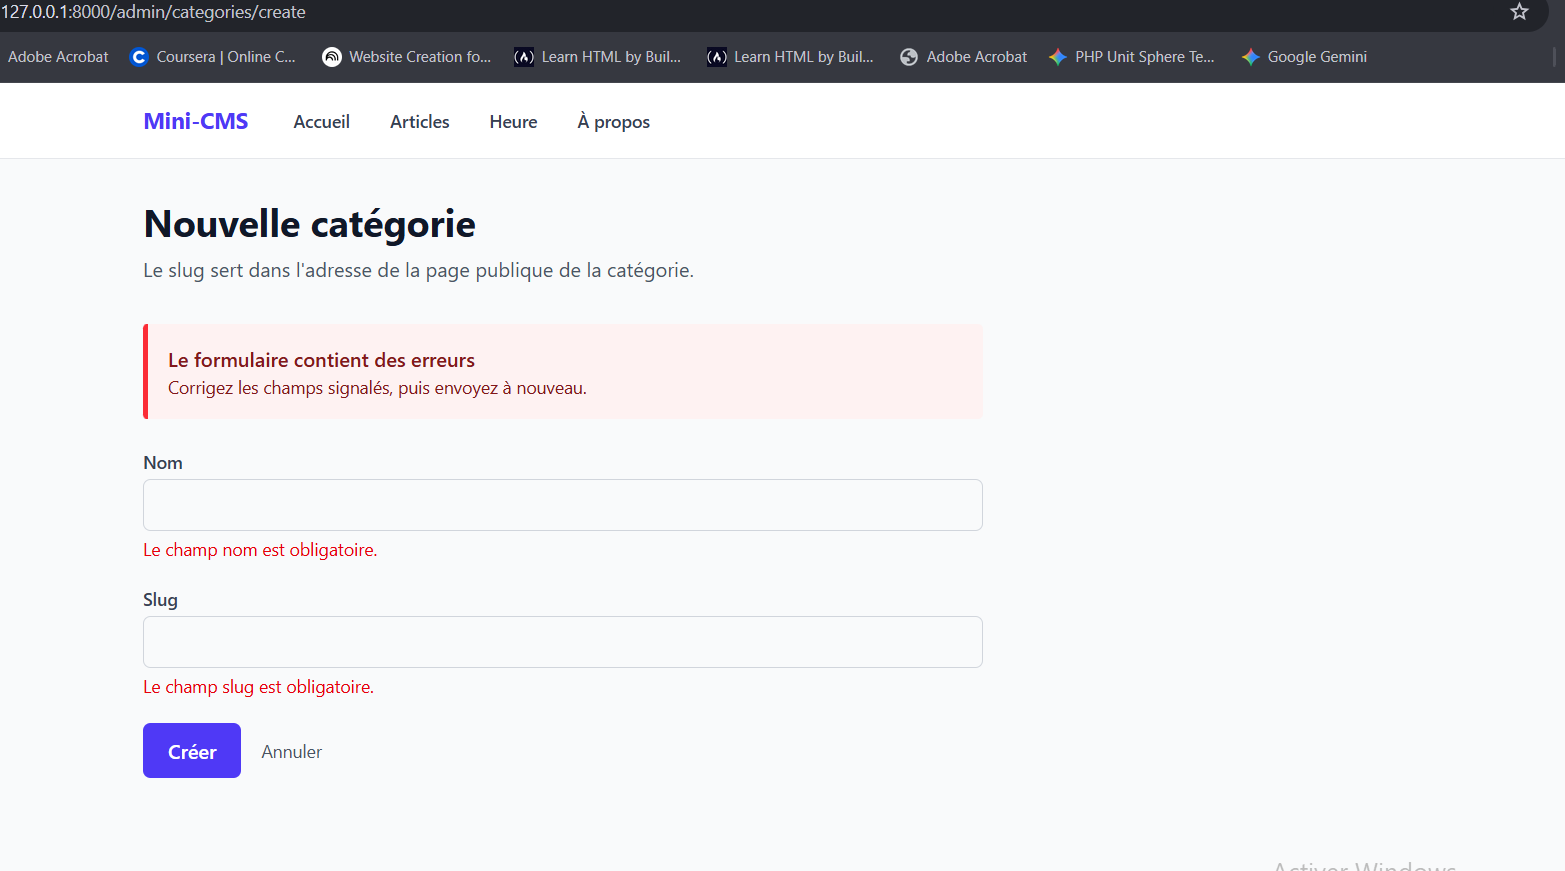 127.0.0.1:8000/admin/categories/create
Adobe Acrobat Coursera | Online C... Website Creation fo... Learn HTML by Buil... Learn HTML by Buil... Adobe Acrobat PHP Unit Sphere Te... Google Gemini
Mini-CMS Accueil Articles Heure À propos
Nouvelle catégorie
Le slug sert dans l'adresse de la page publique de la catégorie.
Le formulaire contient des erreurs
Corrigez les champs signalés, puis envoyez à nouveau.
Nom
Le champ nom est obligatoire.
Slug
Le champ slug est obligatoire.
Créer Annuler
Activer Windows